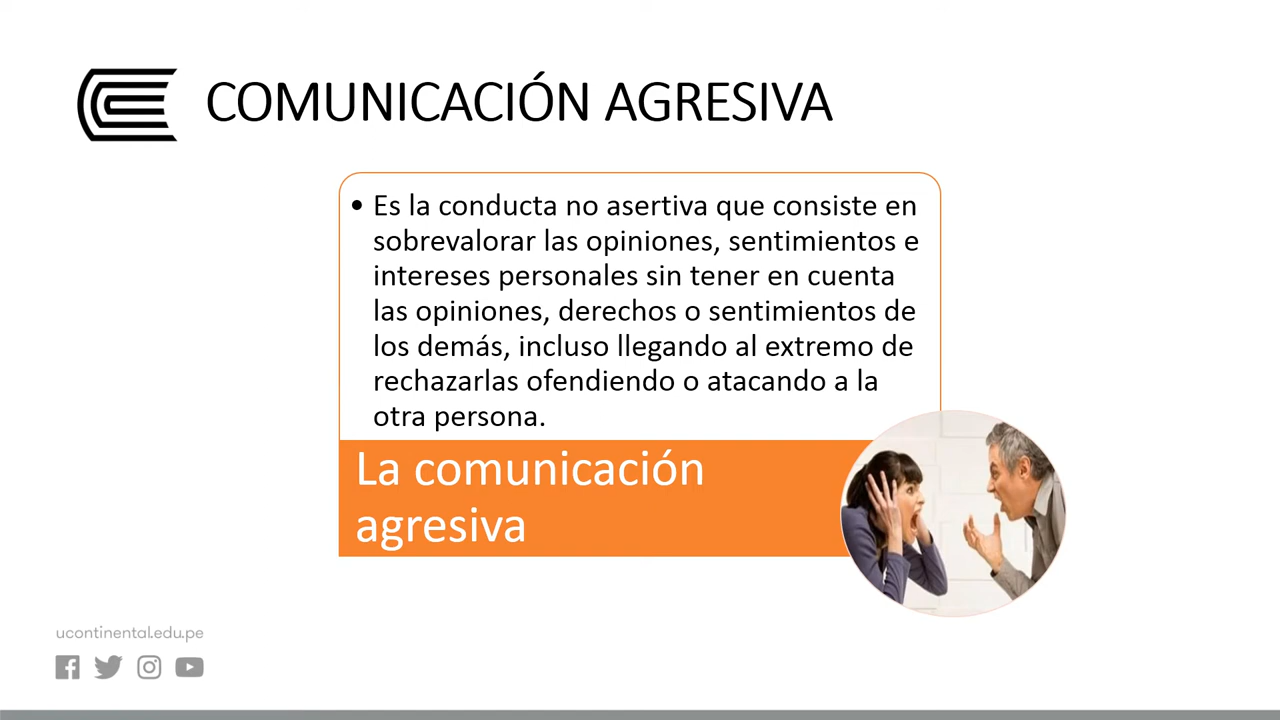 COMUNICACIÓN AGRESIVA
• Es la conducta no asertiva que consiste en
sobrevalorar las opiniones, sentimientos e
intereses personales sin tener en cuenta
las opiniones, derechos o sentimientos de
los demás, incluso llegando al extremo de
rechazarlas ofendiendo o atacando a la
otra persona.
La comunicación
agresiva
ucontinental.edu.pe